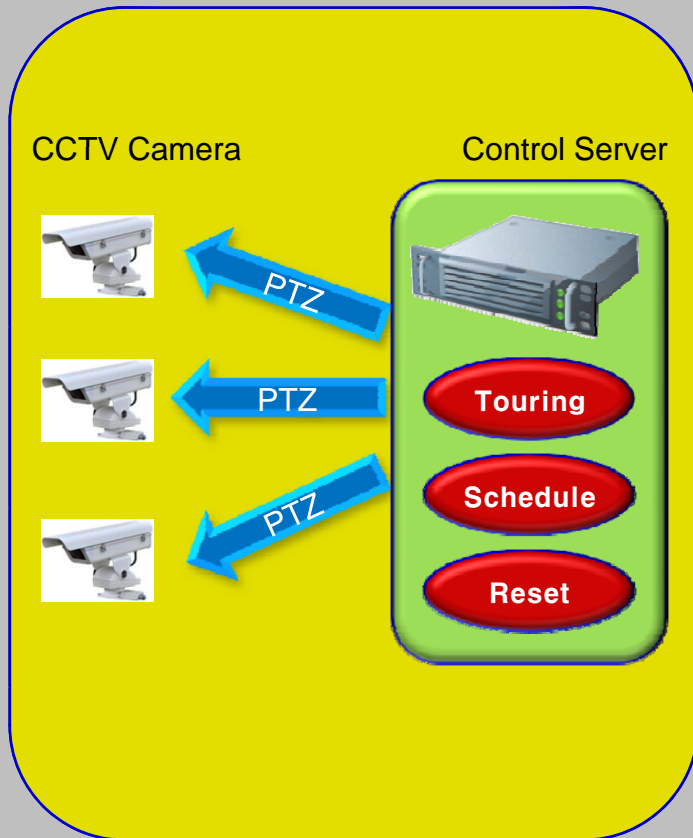 CCTV Camera
Control Server
PTZ
PTZ
PTZ
Touring
Schedule
Reset